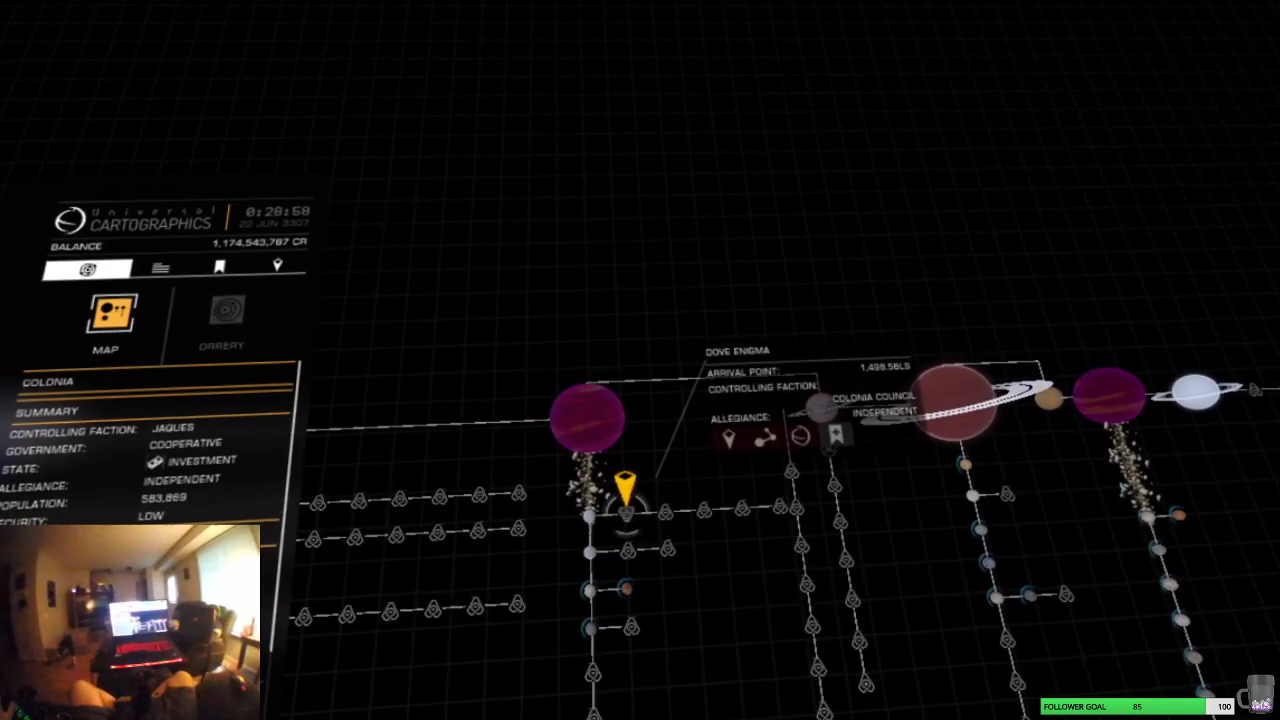 Universal
CARTOGRAPHICS
0:28:58
22 JUN 3307
BALANCE
1,174,543,767 CR
MAP
ORRERY
COLONIA
SUMMARY
CONTROLLING FACTION: JAQUES
GOVERNMENT: COOPERATIVE
STATE: INVESTMENT
ALLEGIANCE: INDEPENDENT
POPULATION: 583,869
SECURITY: LOW
DOVE ENIGMA
ARRIVAL POINT: 1,498.56LS
CONTROLLING FACTION:
COLONIA COUNCIL
ALLEGIANCE: INDEPENDENT
FOLLOWER GOAL 85 100